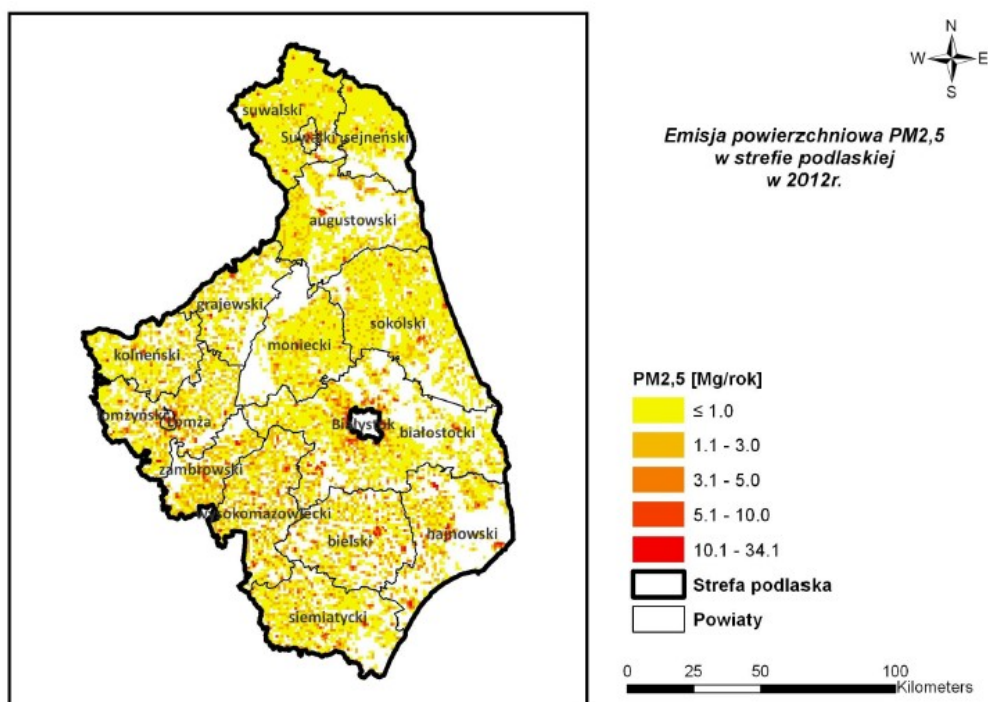 N
W E
S
Emisja powierzchniowa PM2,5
w strefie podlaskiej
w 2012r.
suwalski
Suwałki sejneński
augustowski
grajewski
sokólski
moniecki
kolneński
łomżyński Łomża
Białystok
białostocki
zambrowski
wysokomazowiecki
bielski
hajnowski
siemiatycki
PM2,5 [Mg/rok]
≤ 1.0
1.1 - 3.0
3.1 - 5.0
5.1 - 10.0
10.1 - 34.1
Strefa podlaska
Powiaty
0 25 50 100
Kilometers